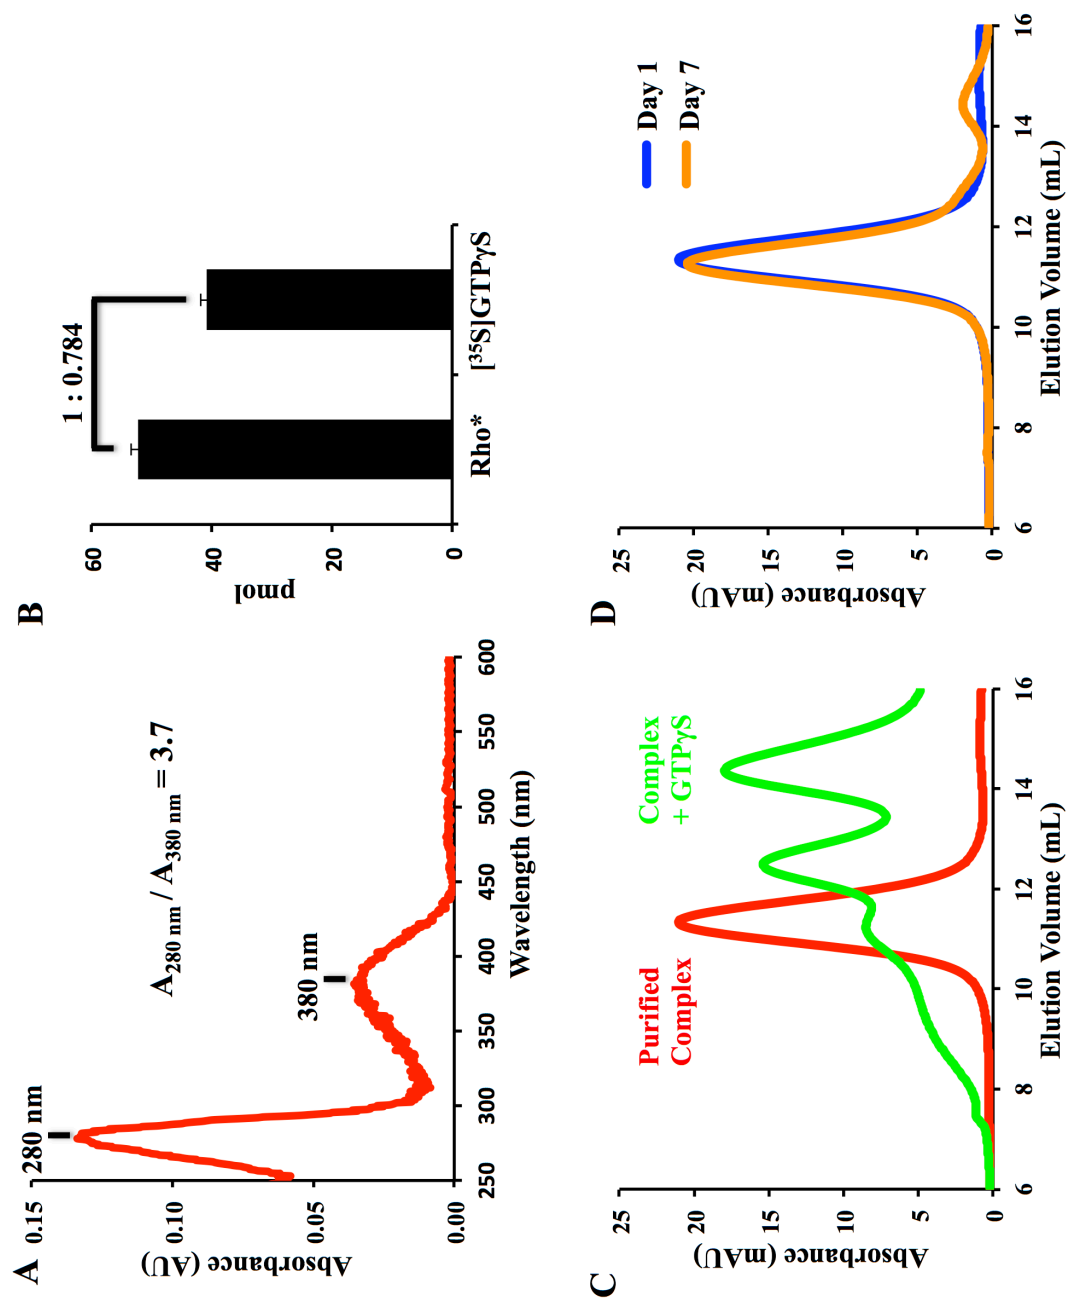 A
280 nm
380 nm
A280 nm / A380 nm = 3.7
Absorbance (AU)
0.15
0.10
0.05
0.00
250
300
350
400
450
500
550
600
Wavelength (nm)
B
1 : 0.784
pmol
60
40
20
0
Rho*
[³⁵S]GTPγS
C
Purified
Complex
Complex
+ GTPγS
Absorbance (mAU)
25
20
15
10
5
0
6
8
10
12
14
16
Elution Volume (mL)
D
Day 1
Day 7
Absorbance (mAU)
25
20
15
10
5
0
6
8
10
12
14
16
Elution Volume (mL)